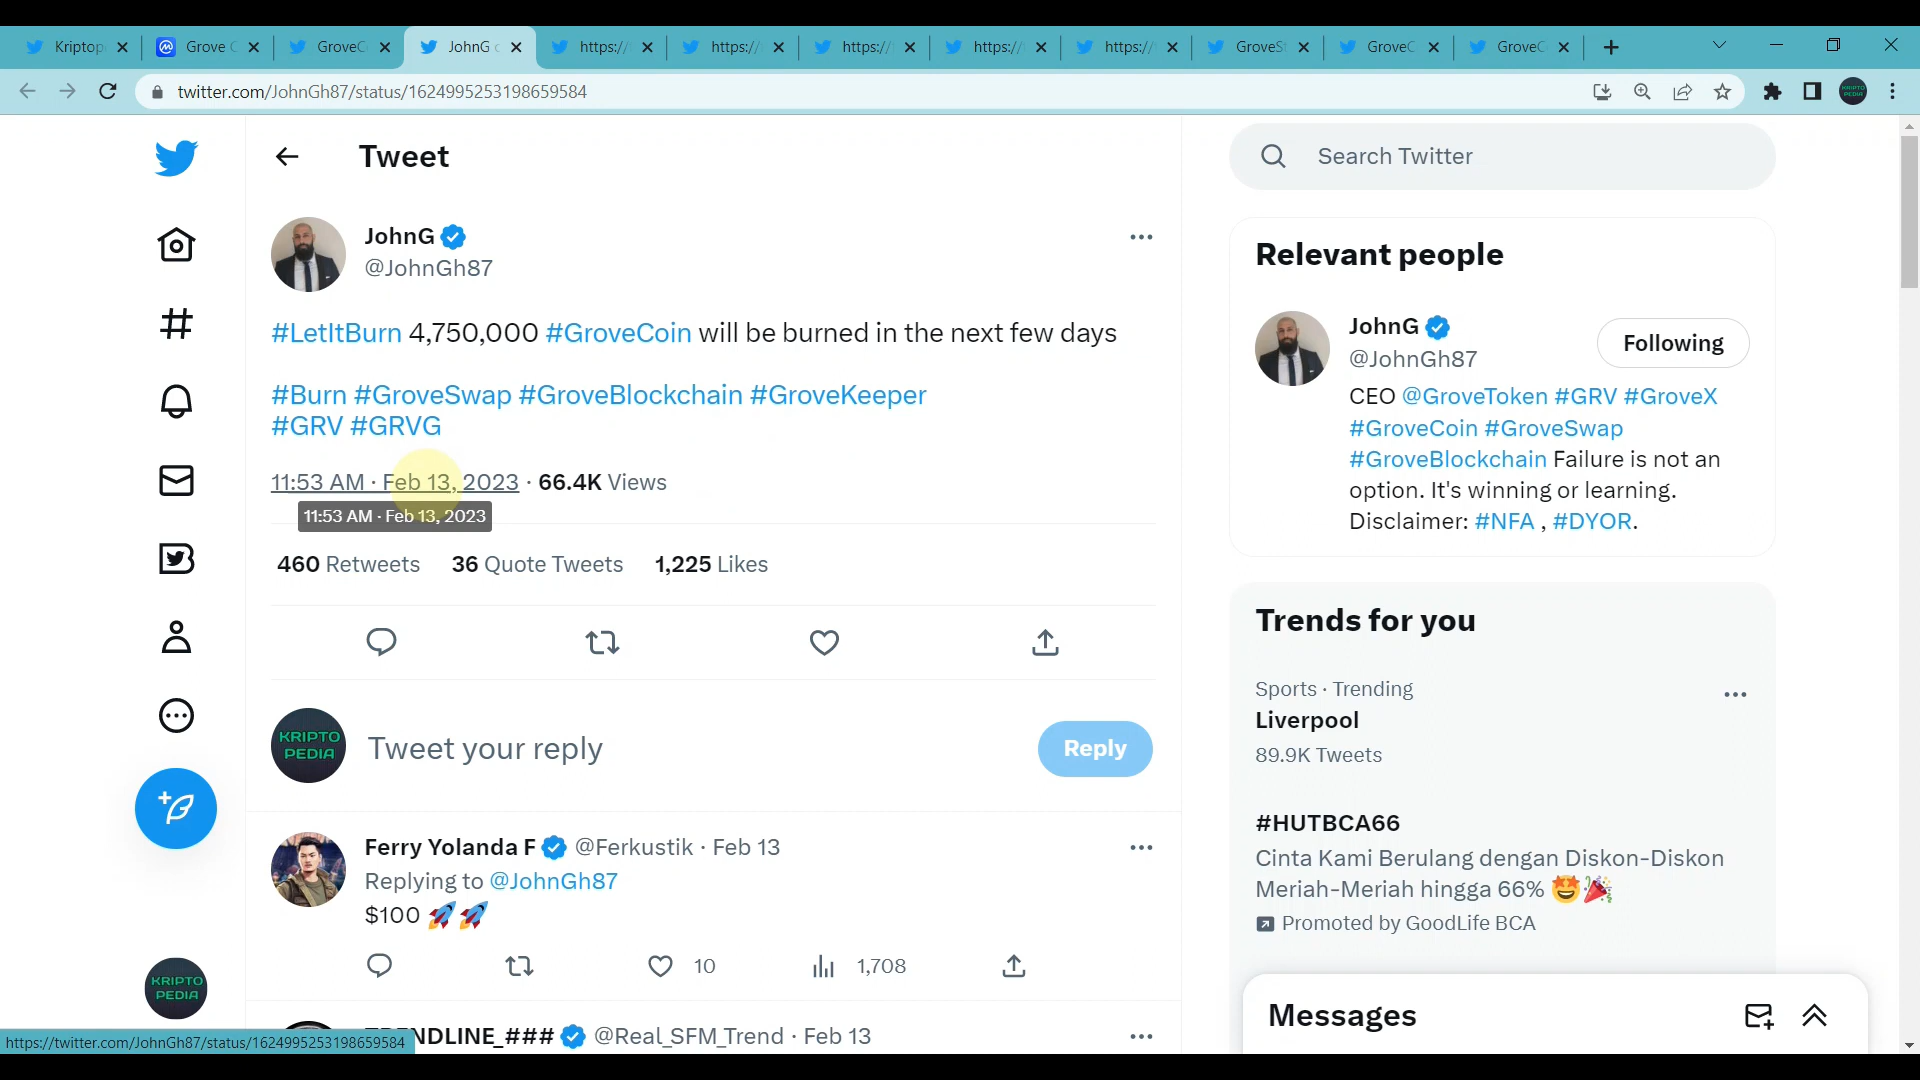 Kriptop
Grove C
GroveC
JohnG
https://
https://
https://
https://
https://
GroveS
GroveC
GroveC
twitter.com/JohnGh87/status/1624995253198659584
Tweet
Search Twitter
JohnG
@JohnGh87
#LetItBurn 4,750,000 #GroveCoin will be burned in the next few days
#Burn #GroveSwap #GroveBlockchain #GroveKeeper
#GRV #GRVG
11:53 AM · Feb 13, 2023 · 66.4K Views
11:53 AM · Feb 13, 2023
460 Retweets 36 Quote Tweets 1,225 Likes
KRIPTO
PEDIA
Tweet your reply
Reply
Ferry Yolanda F @Ferkustik · Feb 13
Replying to @JohnGh87
$100
10
1,708
NDLINE_### @Real_SFM_Trend · Feb 13
Relevant people
JohnG
@JohnGh87
Following
CEO @GroveToken #GRV #GroveX
#GroveCoin #GroveSwap
#GroveBlockchain Failure is not an
option. It's winning or learning.
Disclaimer: #NFA , #DYOR.
Trends for you
Sports · Trending
Liverpool
89.9K Tweets
#HUTBCA66
Cinta Kami Berulang dengan Diskon-Diskon
Meriah-Meriah hingga 66%
Promoted by GoodLife BCA
Messages
KRIPTO
PEDIA
https://twitter.com/JohnGh87/status/1624995253198659584